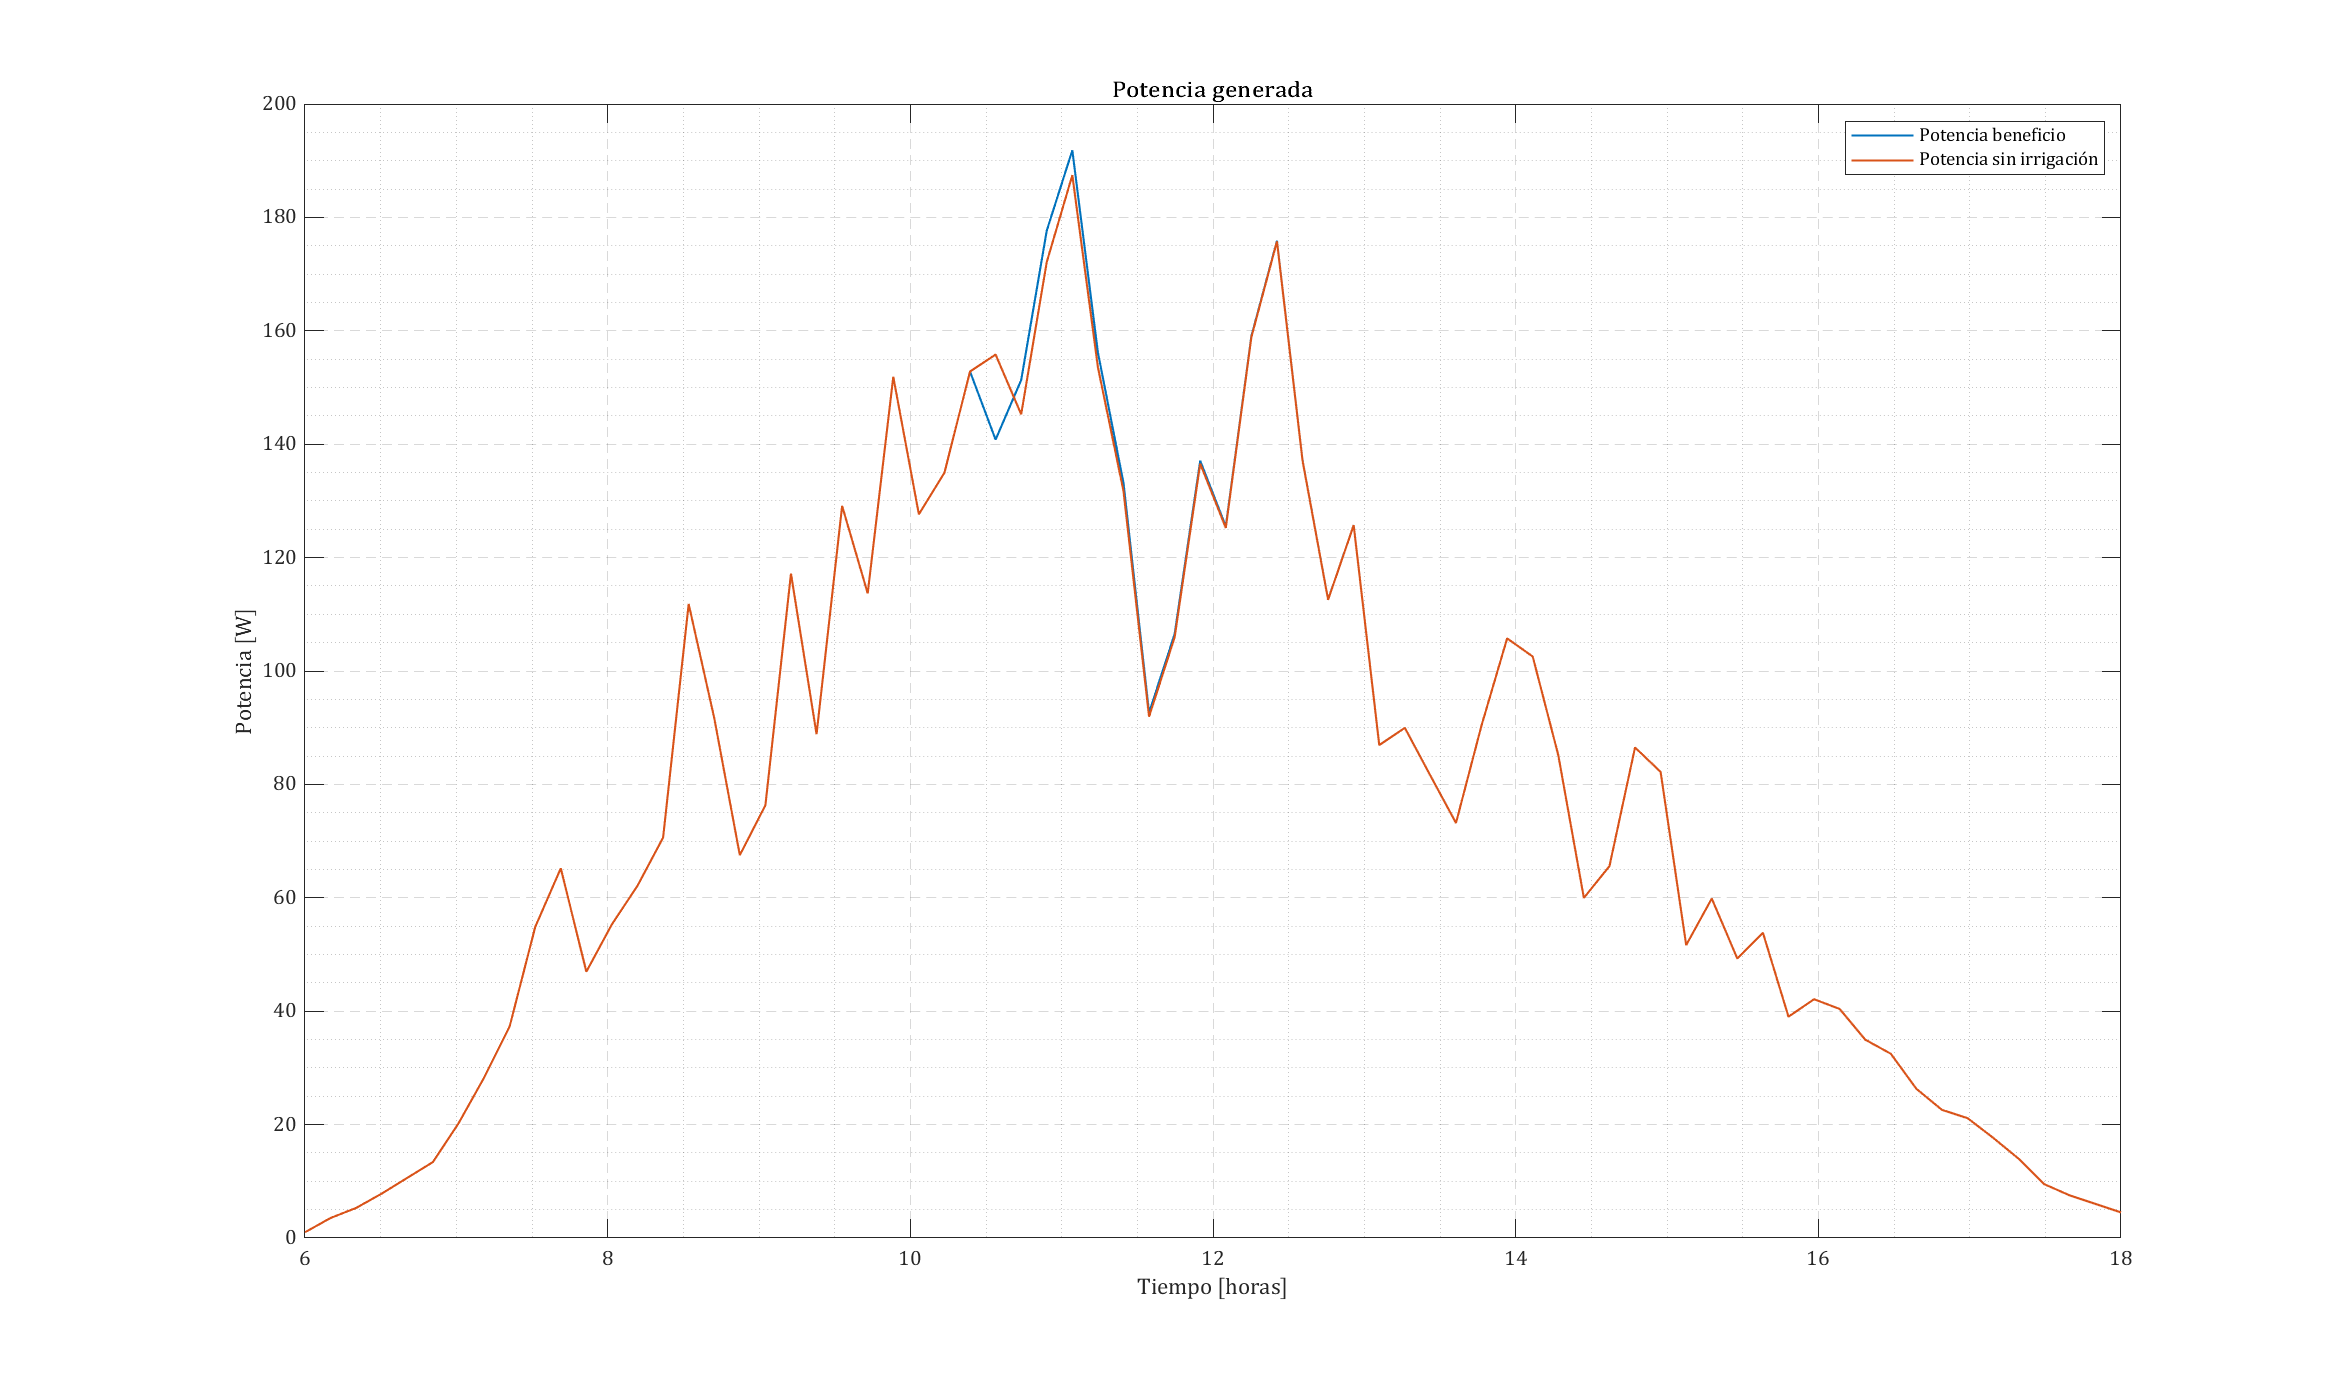 Potencia generada
200
180
160
140
120
100
80
60
40
20
0
Potencia [W]
6 8 10 12 14 16 18
Tiempo [horas]
Potencia beneficio
Potencia sin irrigación